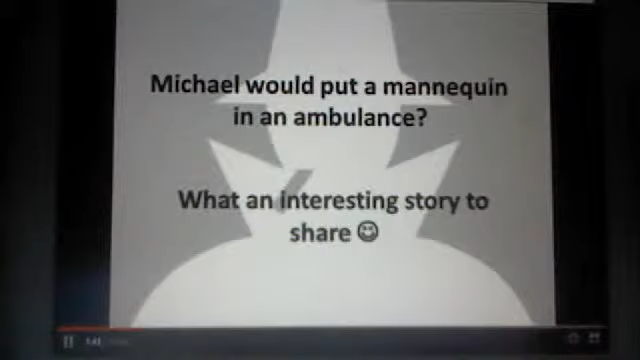 Michael would put a mannequin
in an ambulance?
What an interesting story to
share ☺
1:41